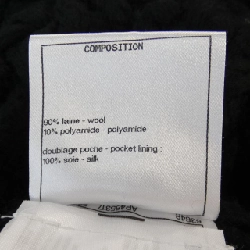 COMPOSITION
90% laine - wool
10% polyamide - polyamide
doublage poche - pocket lining :
100% soie - silk